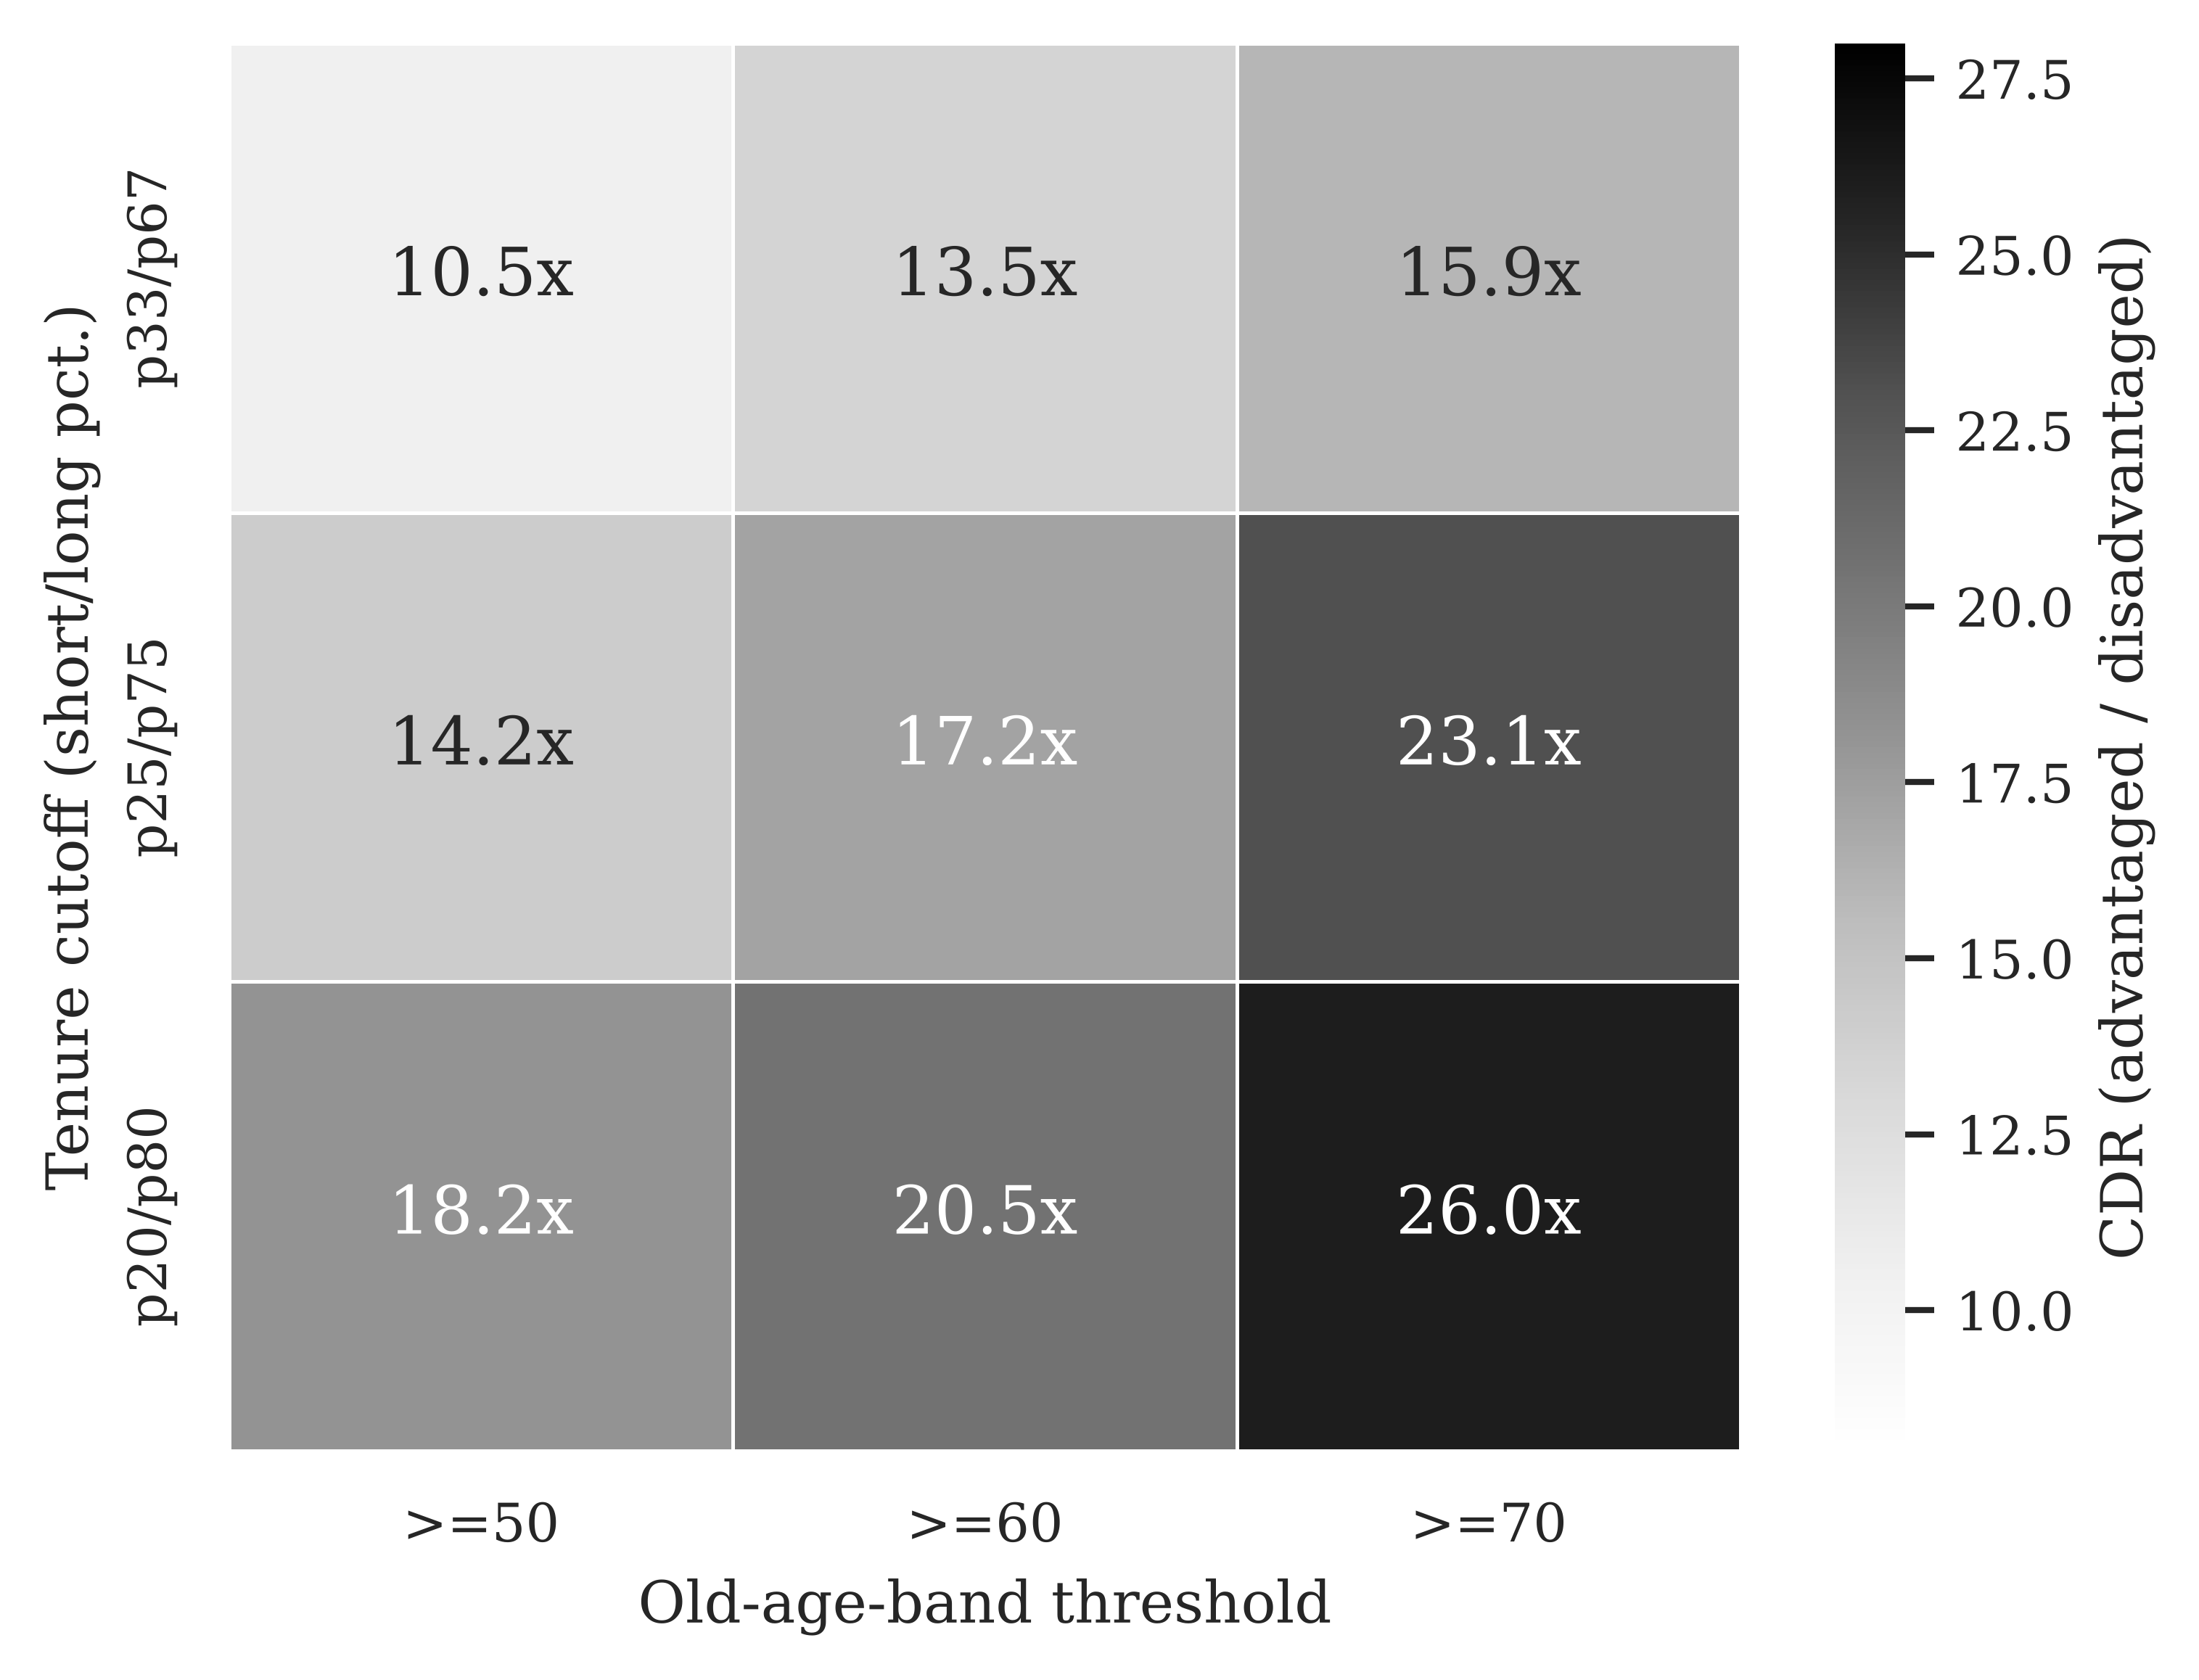 Tenure cutoff (short/long pct.)
p33/p67
10.5x 13.5x 15.9x
p25/p75
14.2x 17.2x 23.1x
p20/p80
18.2x 20.5x 26.0x
>=50 >=60 >=70
Old-age-band threshold
27.5
25.0
22.5
20.0
17.5
15.0
12.5
10.0
CDR (advantaged / disadvantaged)